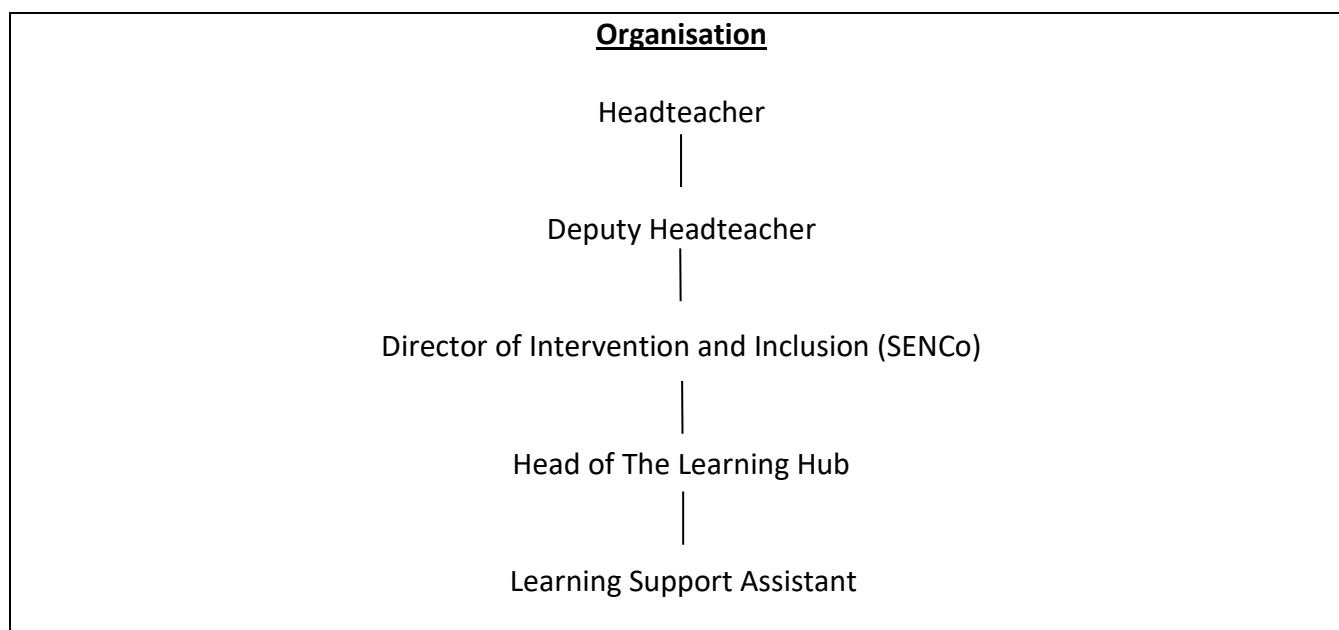 Organisation
Headteacher
Deputy Headteacher
Director of Intervention and Inclusion (SENCo)
Head of The Learning Hub
Learning Support Assistant